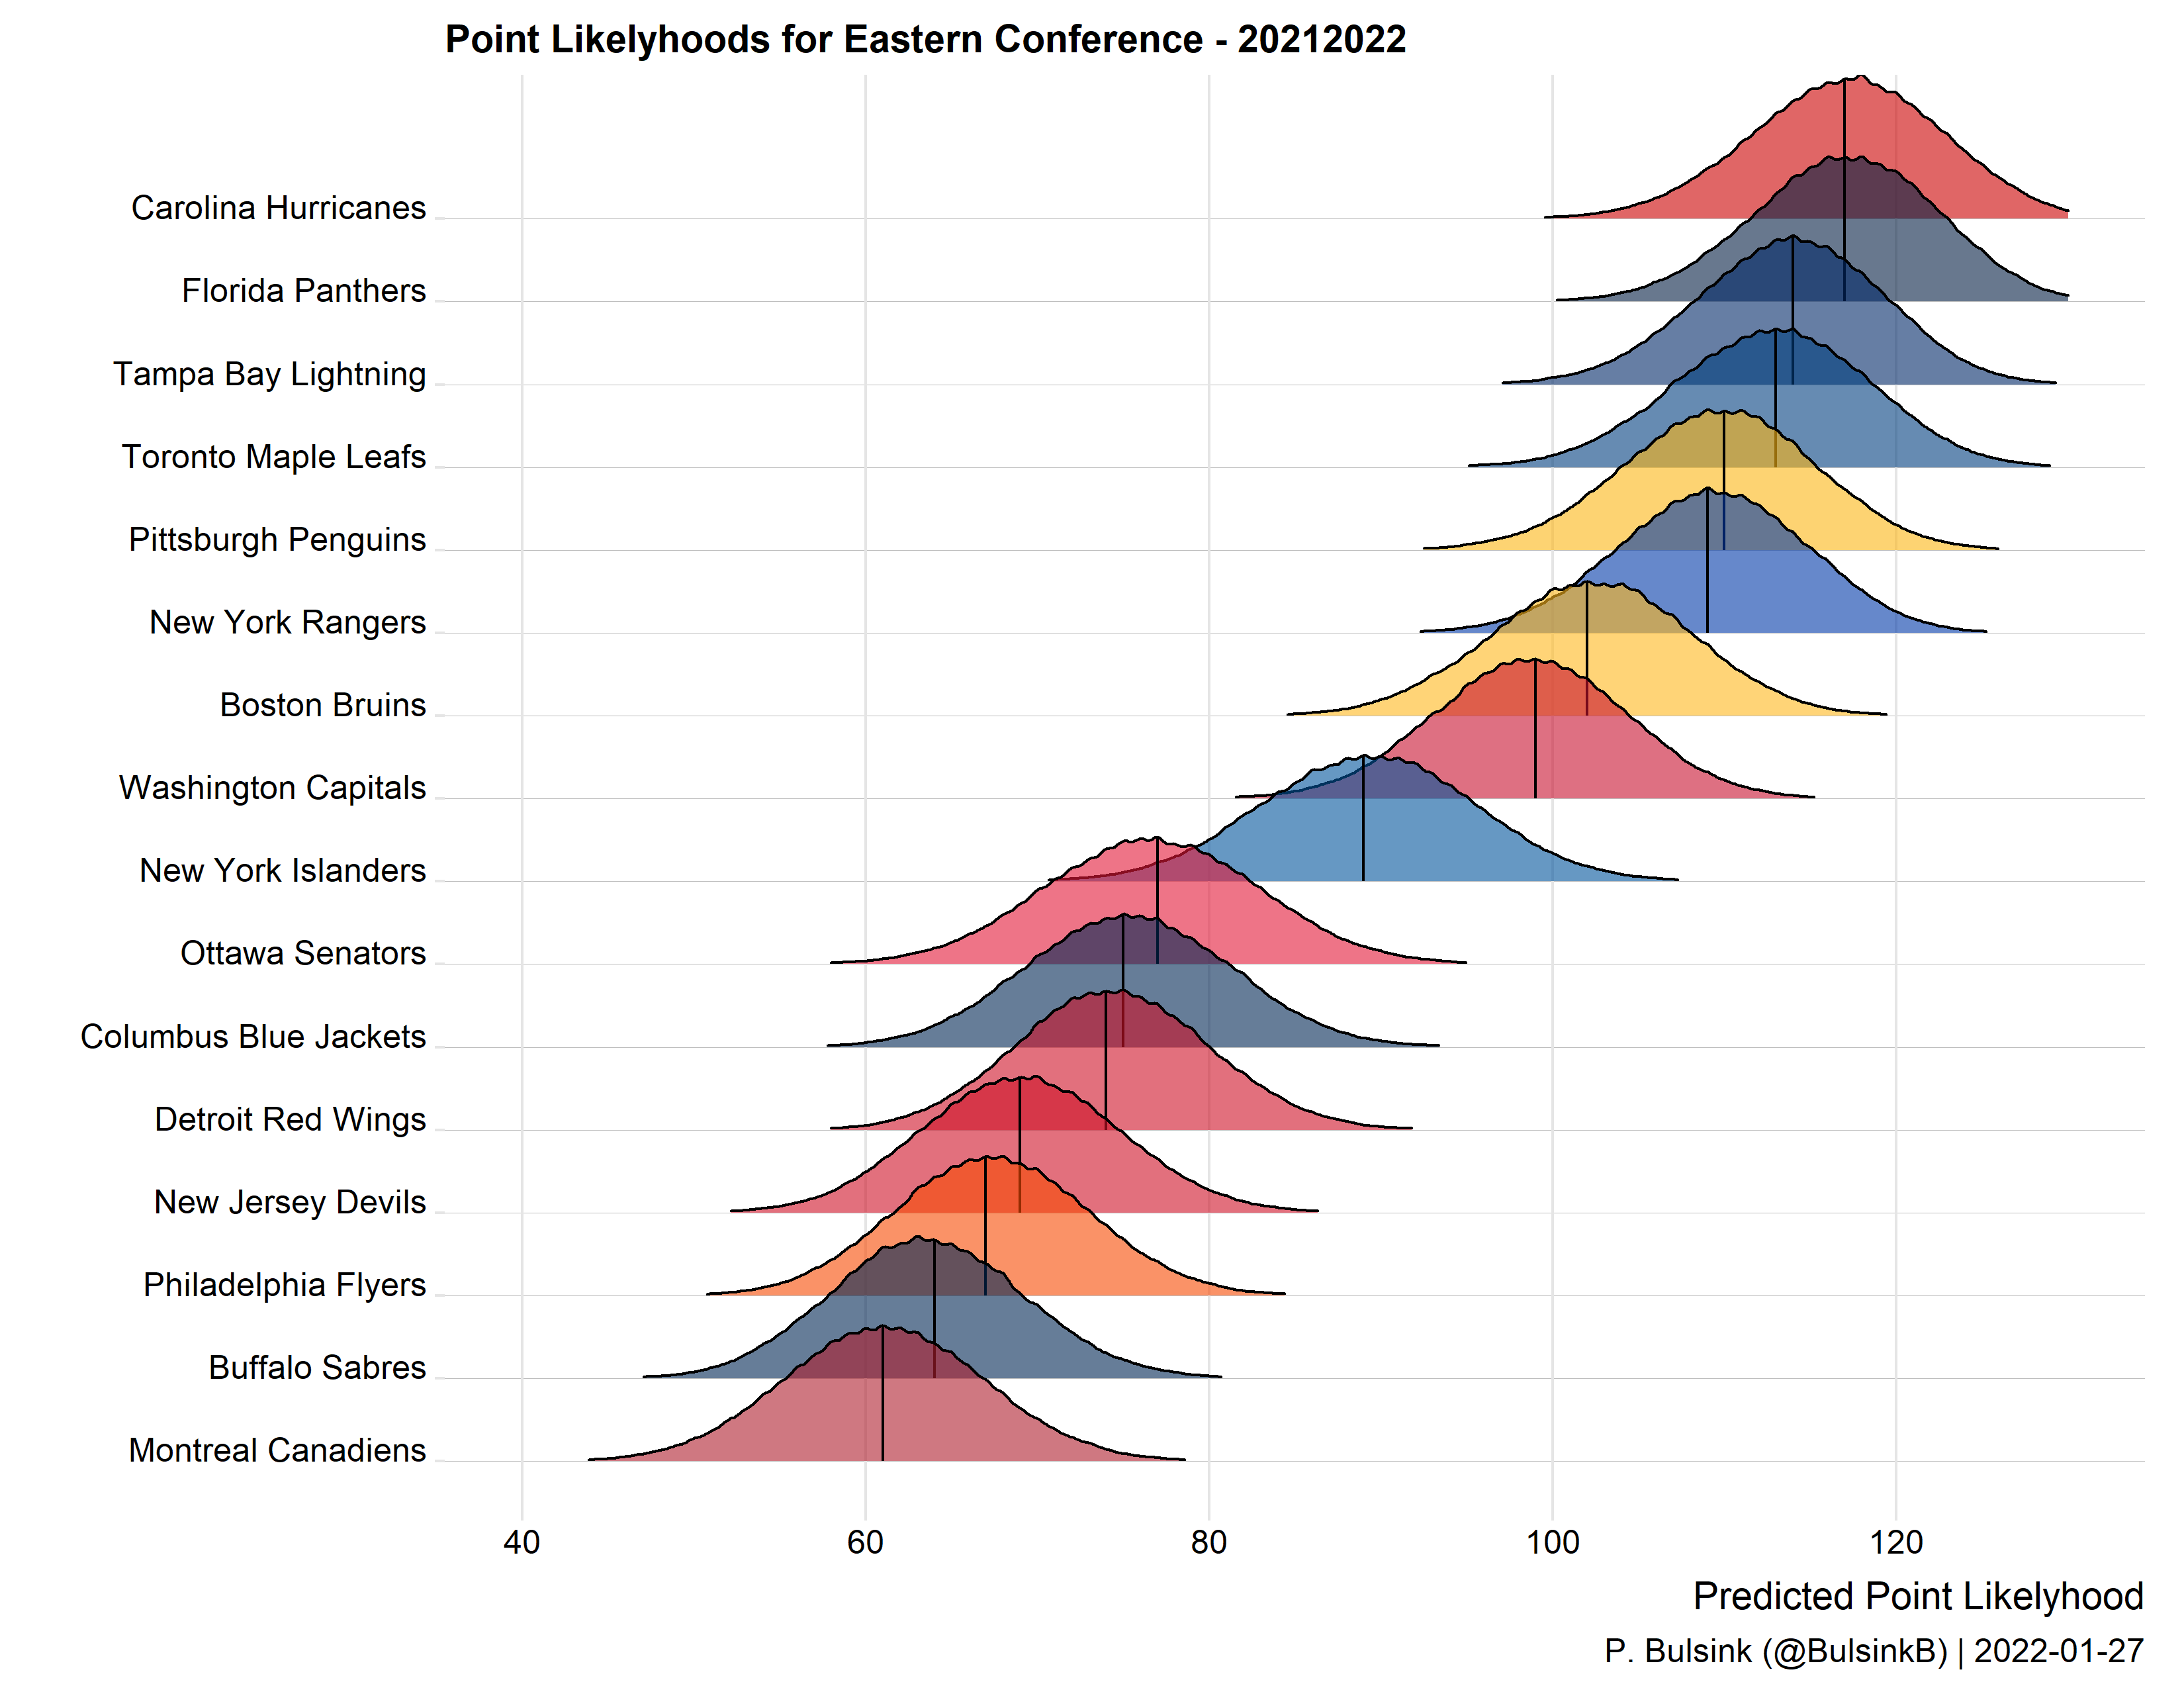 Point Likelyhoods for Eastern Conference - 20212022
Carolina Hurricanes
Florida Panthers
Tampa Bay Lightning
Toronto Maple Leafs
Pittsburgh Penguins
New York Rangers
Boston Bruins
Washington Capitals
New York Islanders
Ottawa Senators
Columbus Blue Jackets
Detroit Red Wings
New Jersey Devils
Philadelphia Flyers
Buffalo Sabres
Montreal Canadiens
40 60 80 100 120
Predicted Point Likelyhood
P. Bulsink (@BulsinkB) | 2022-01-27